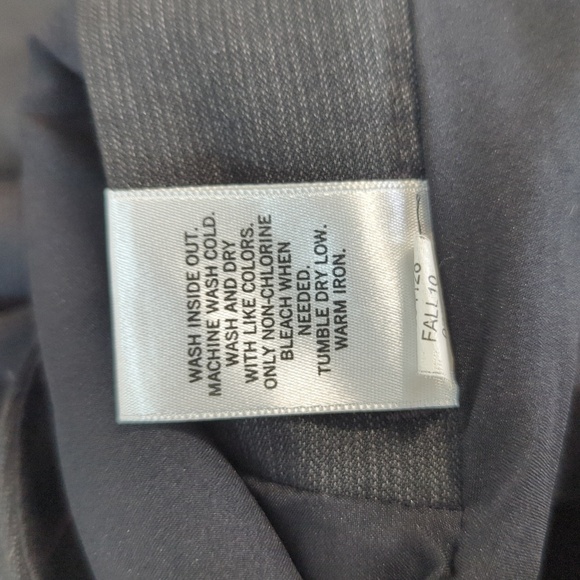 WASH INSIDE OUT.
MACHINE WASH COLD.
WASH AND DRY
WITH LIKE COLORS.
ONLY NON-CHLORINE
BLEACH WHEN
NEEDED.
TUMBLE DRY LOW.
WARM IRON.
FALL 10